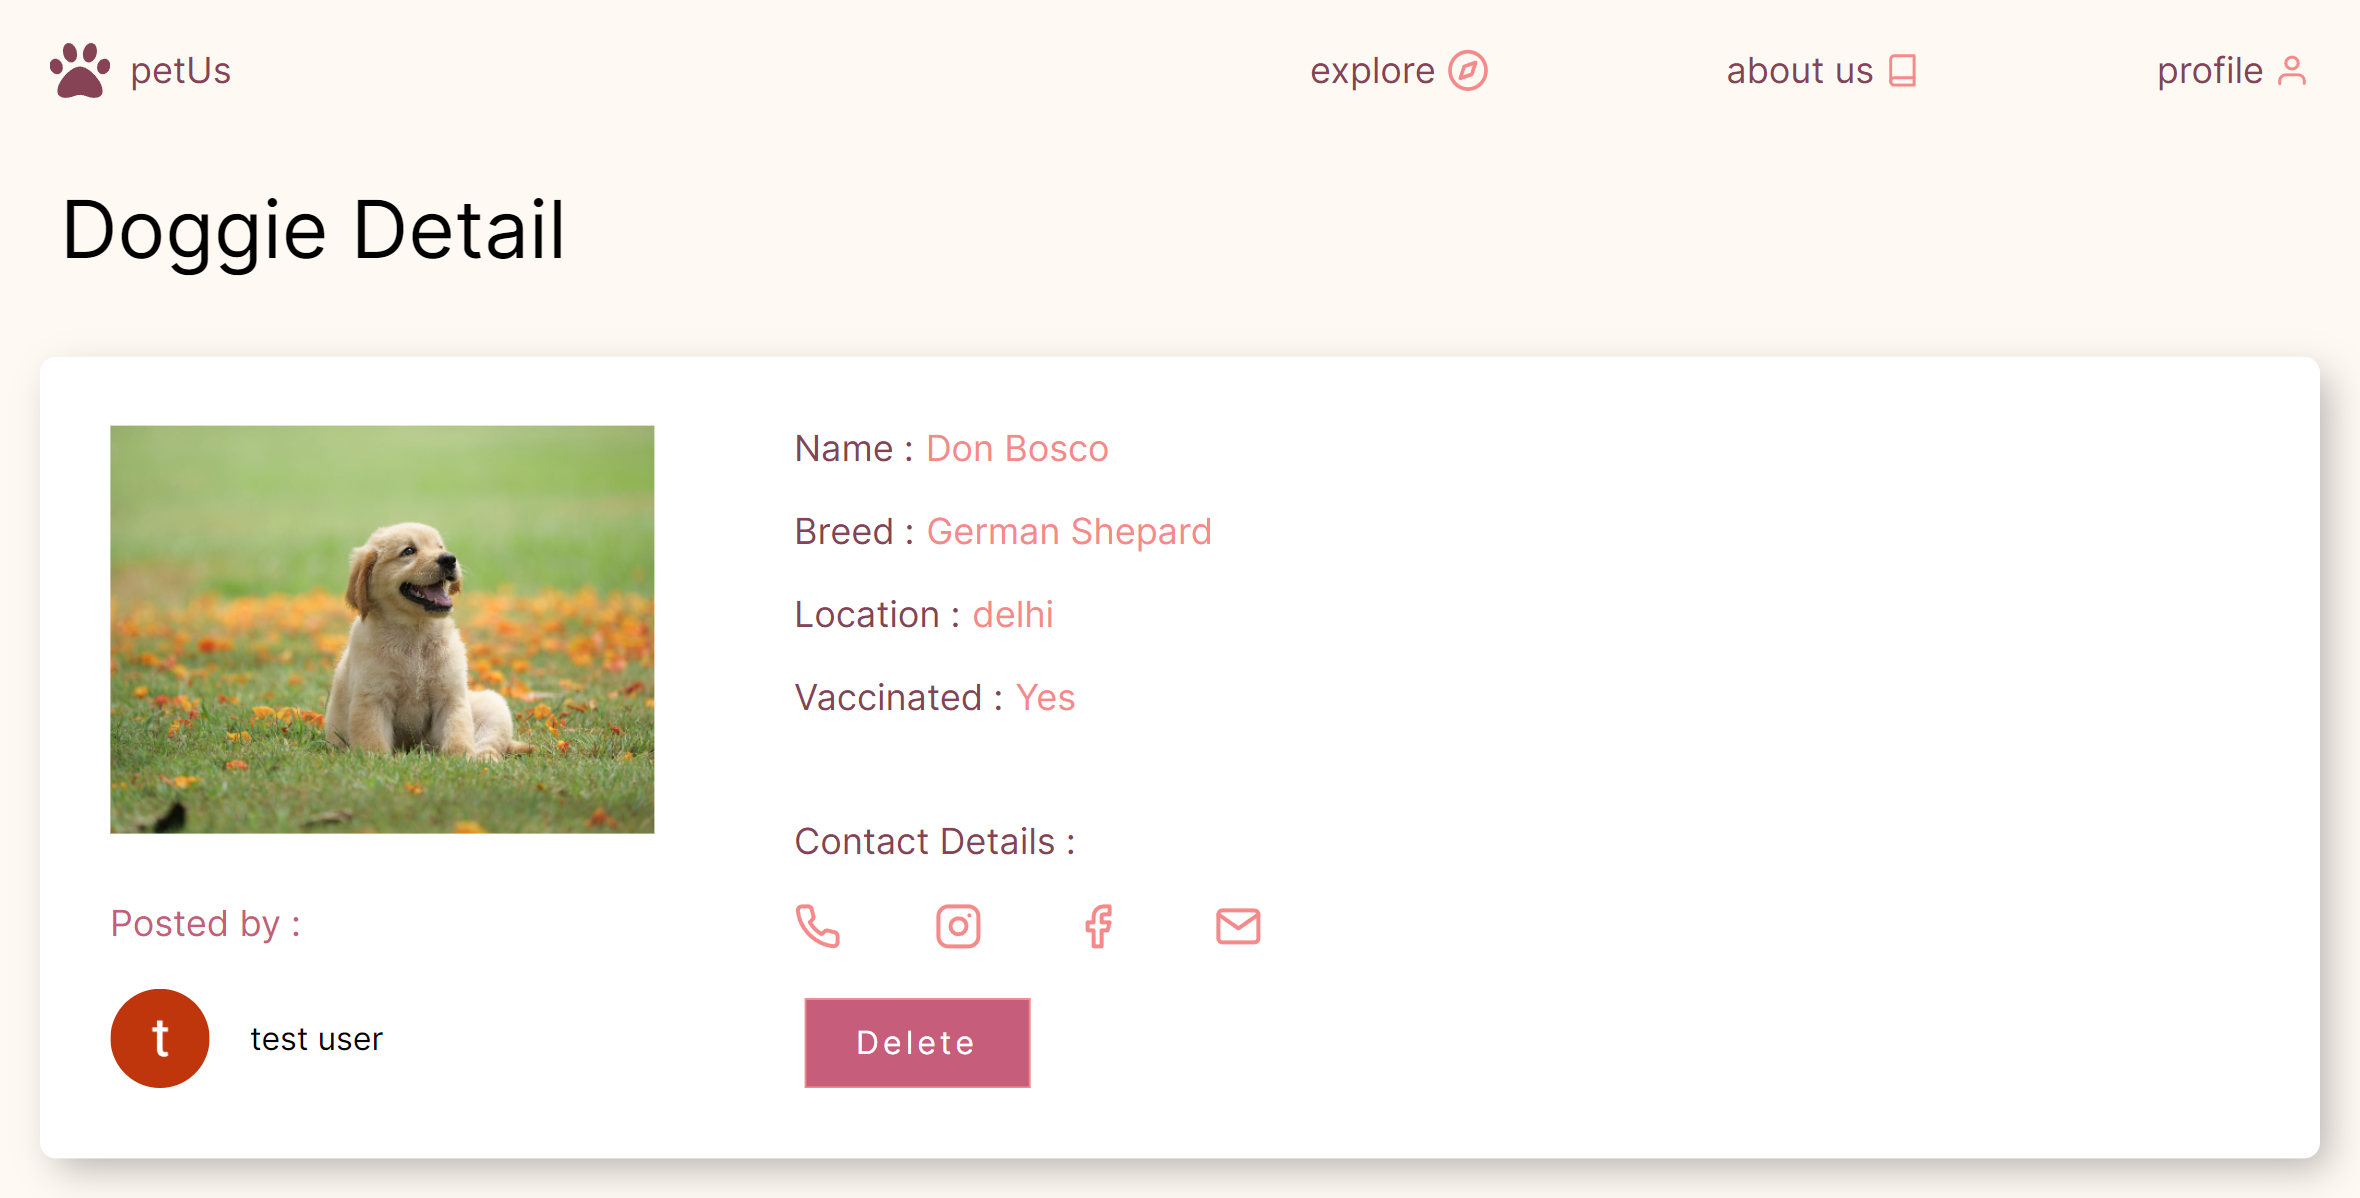 petUs
explore
about us
profile
Doggie Detail
Name : Don Bosco
Breed : German Shepard
Location : delhi
Vaccinated : Yes
Contact Details :
Posted by :
t
test user
Delete